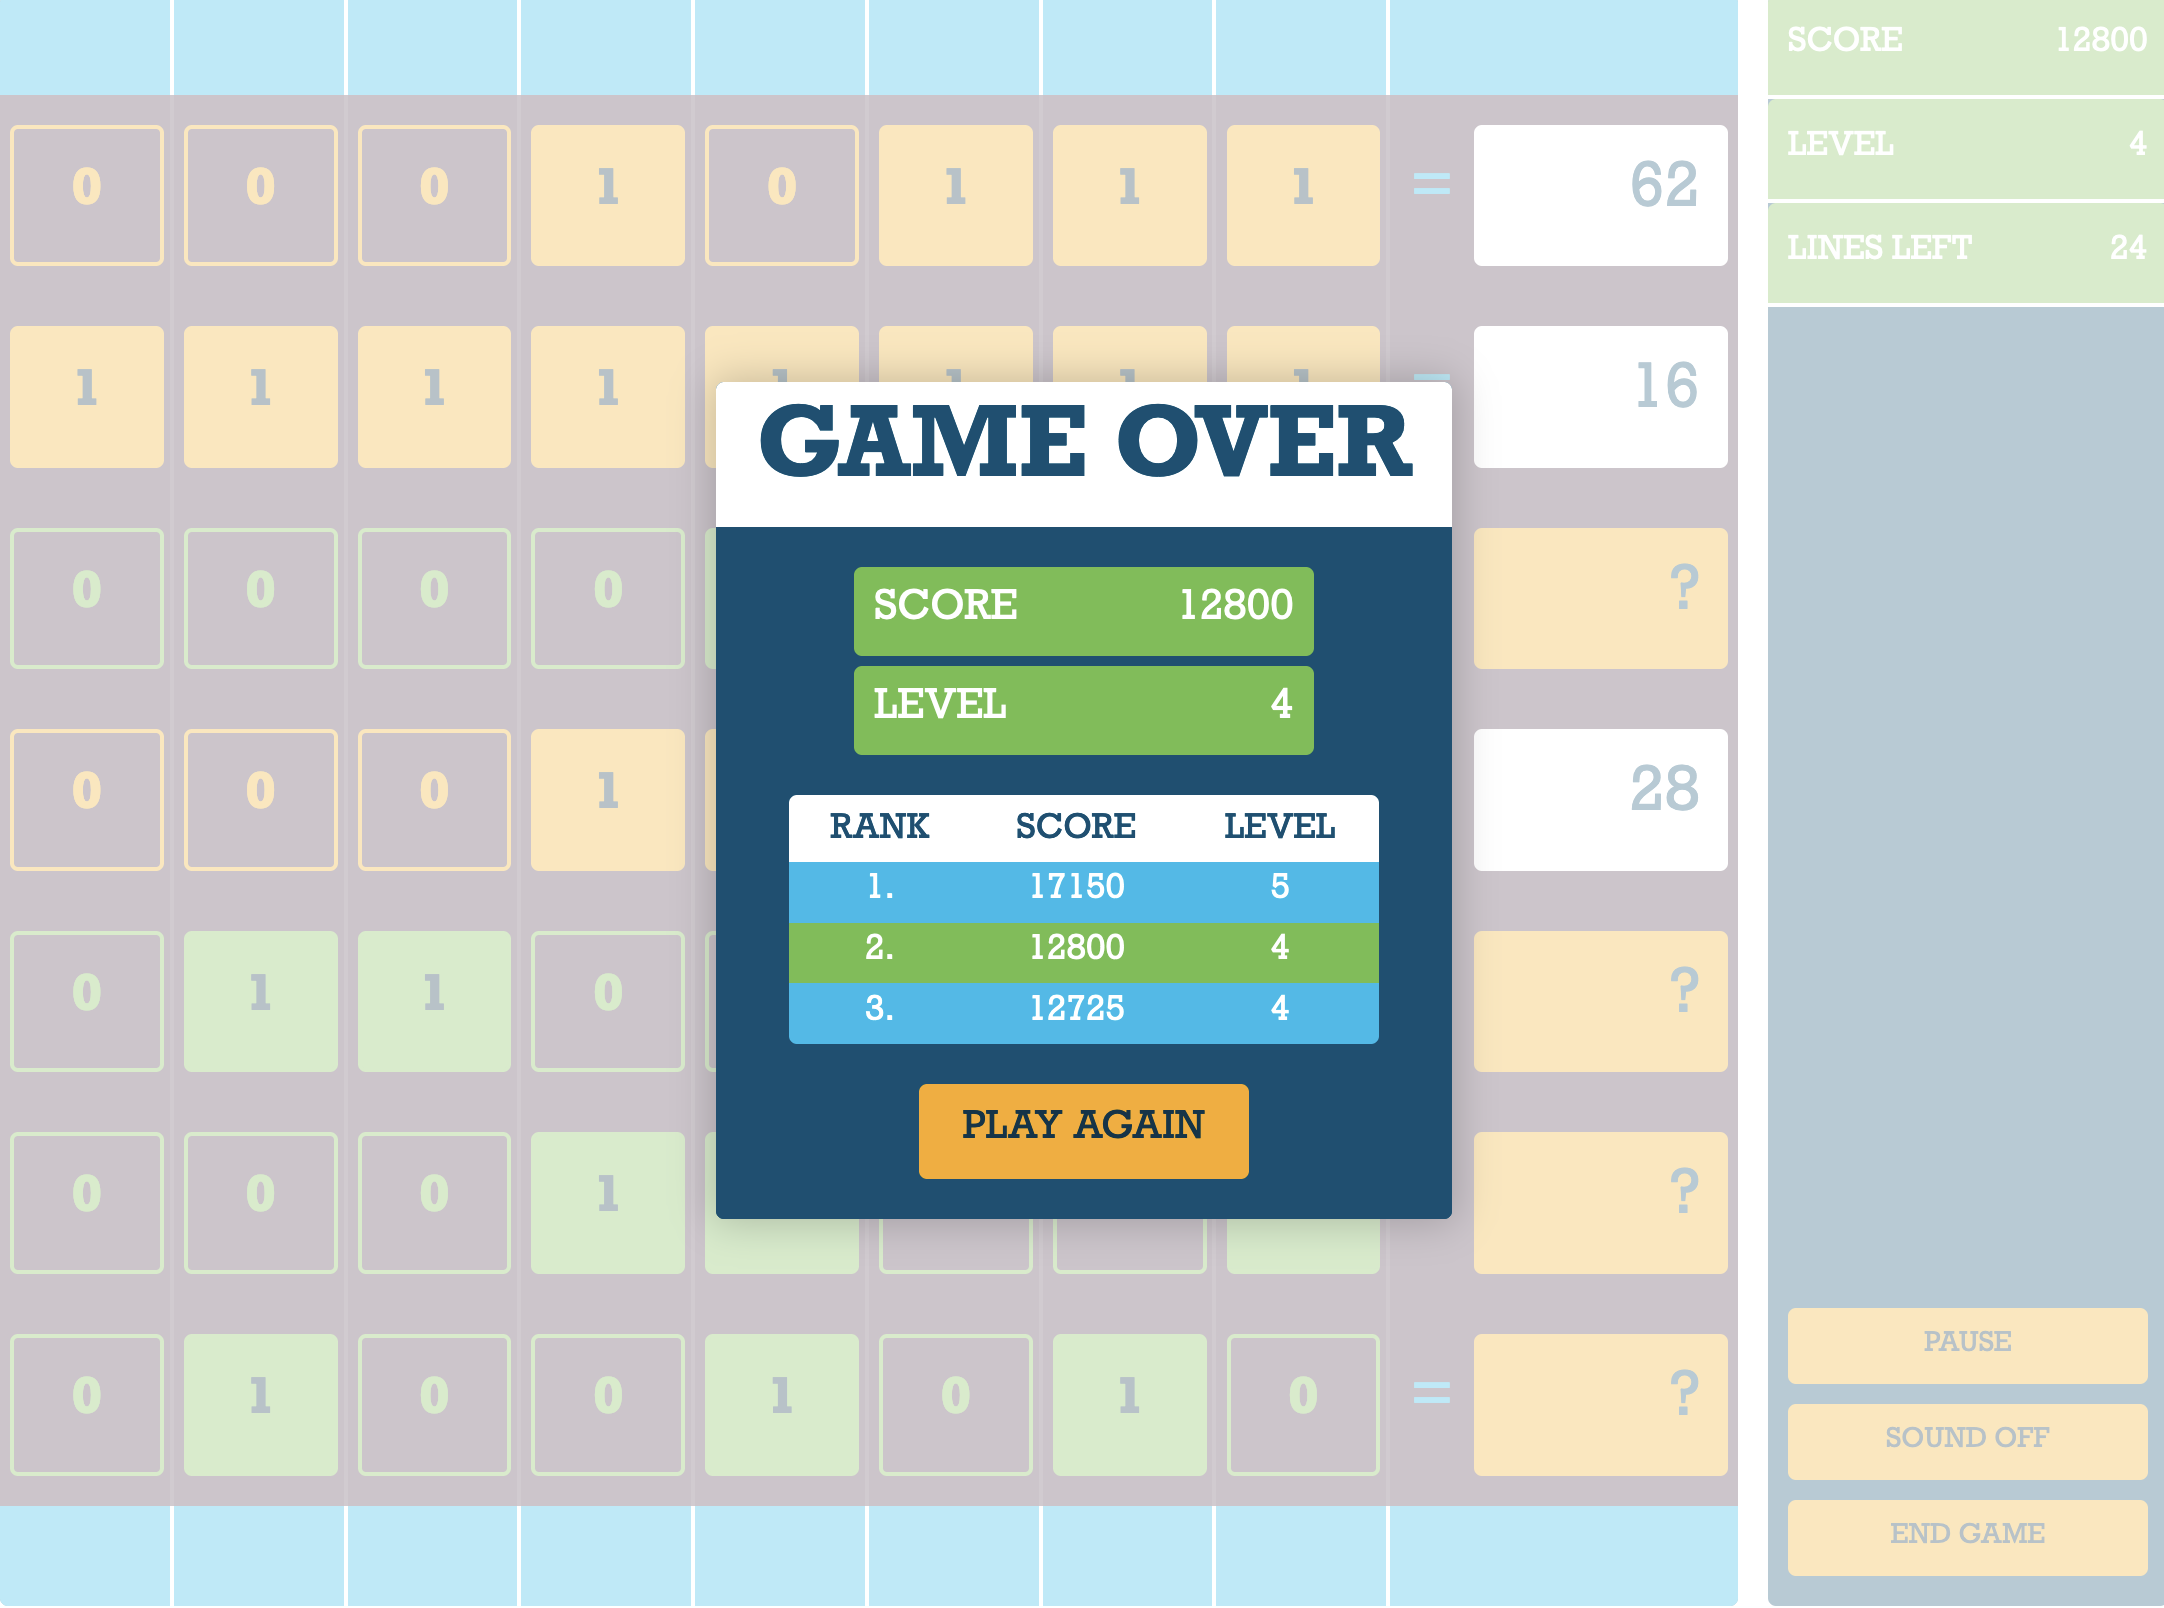 SCORE 12800
LEVEL 4
LINES LEFT 24
0 0 0 1 0 1 1 1 = 62
1 1 1 1 = 16
GAME OVER
0 0 0 0 ?
SCORE 12800
LEVEL 4
0 0 0 1 28
RANK SCORE LEVEL
1. 17150 5
2. 12800 4
3. 12725 4
0 1 1 0 ?
PLAY AGAIN
0 0 0 1 ?
0 1 0 0 1 0 1 0 = ?
PAUSE
SOUND OFF
END GAME